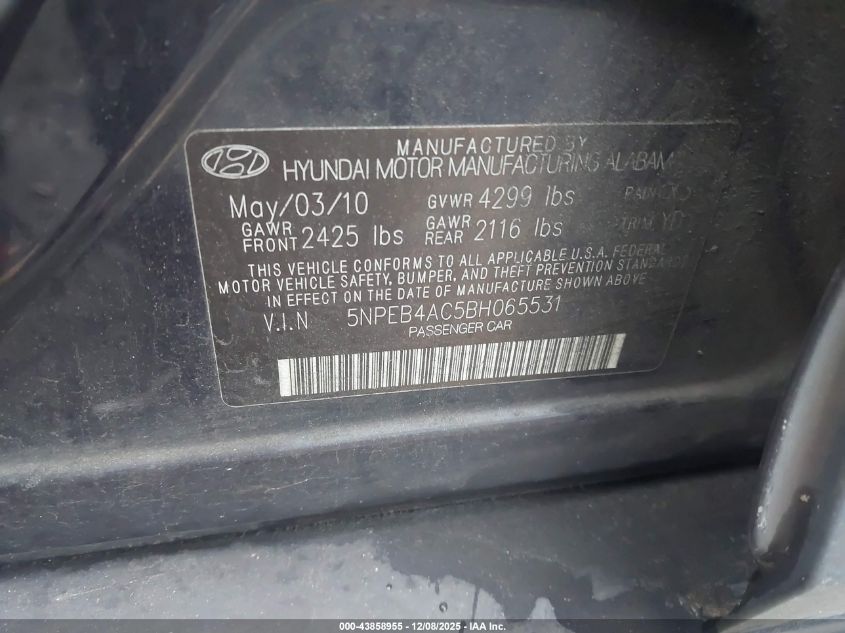 MANUFACTURED BY
HYUNDAI MOTOR MANUFACTURING ALABAM
May/03/10 GVWR 4299 lbs
GAWR FRONT 2425 lbs GAWR REAR 2116 lbs TRIM
THIS VEHICLE CONFORMS TO ALL APPLICABLE U.S.A. FEDERAL
MOTOR VEHICLE SAFETY, BUMPER, AND THEFT PREVENTION STANDARDS
IN EFFECT ON THE DATE OF MANUFACTURE SHOWN ABOVE
V.I.N 5NPEB4AC5BH065531
PASSENGER CAR
000-43858955 - 12/08/2025 - IAA Inc.